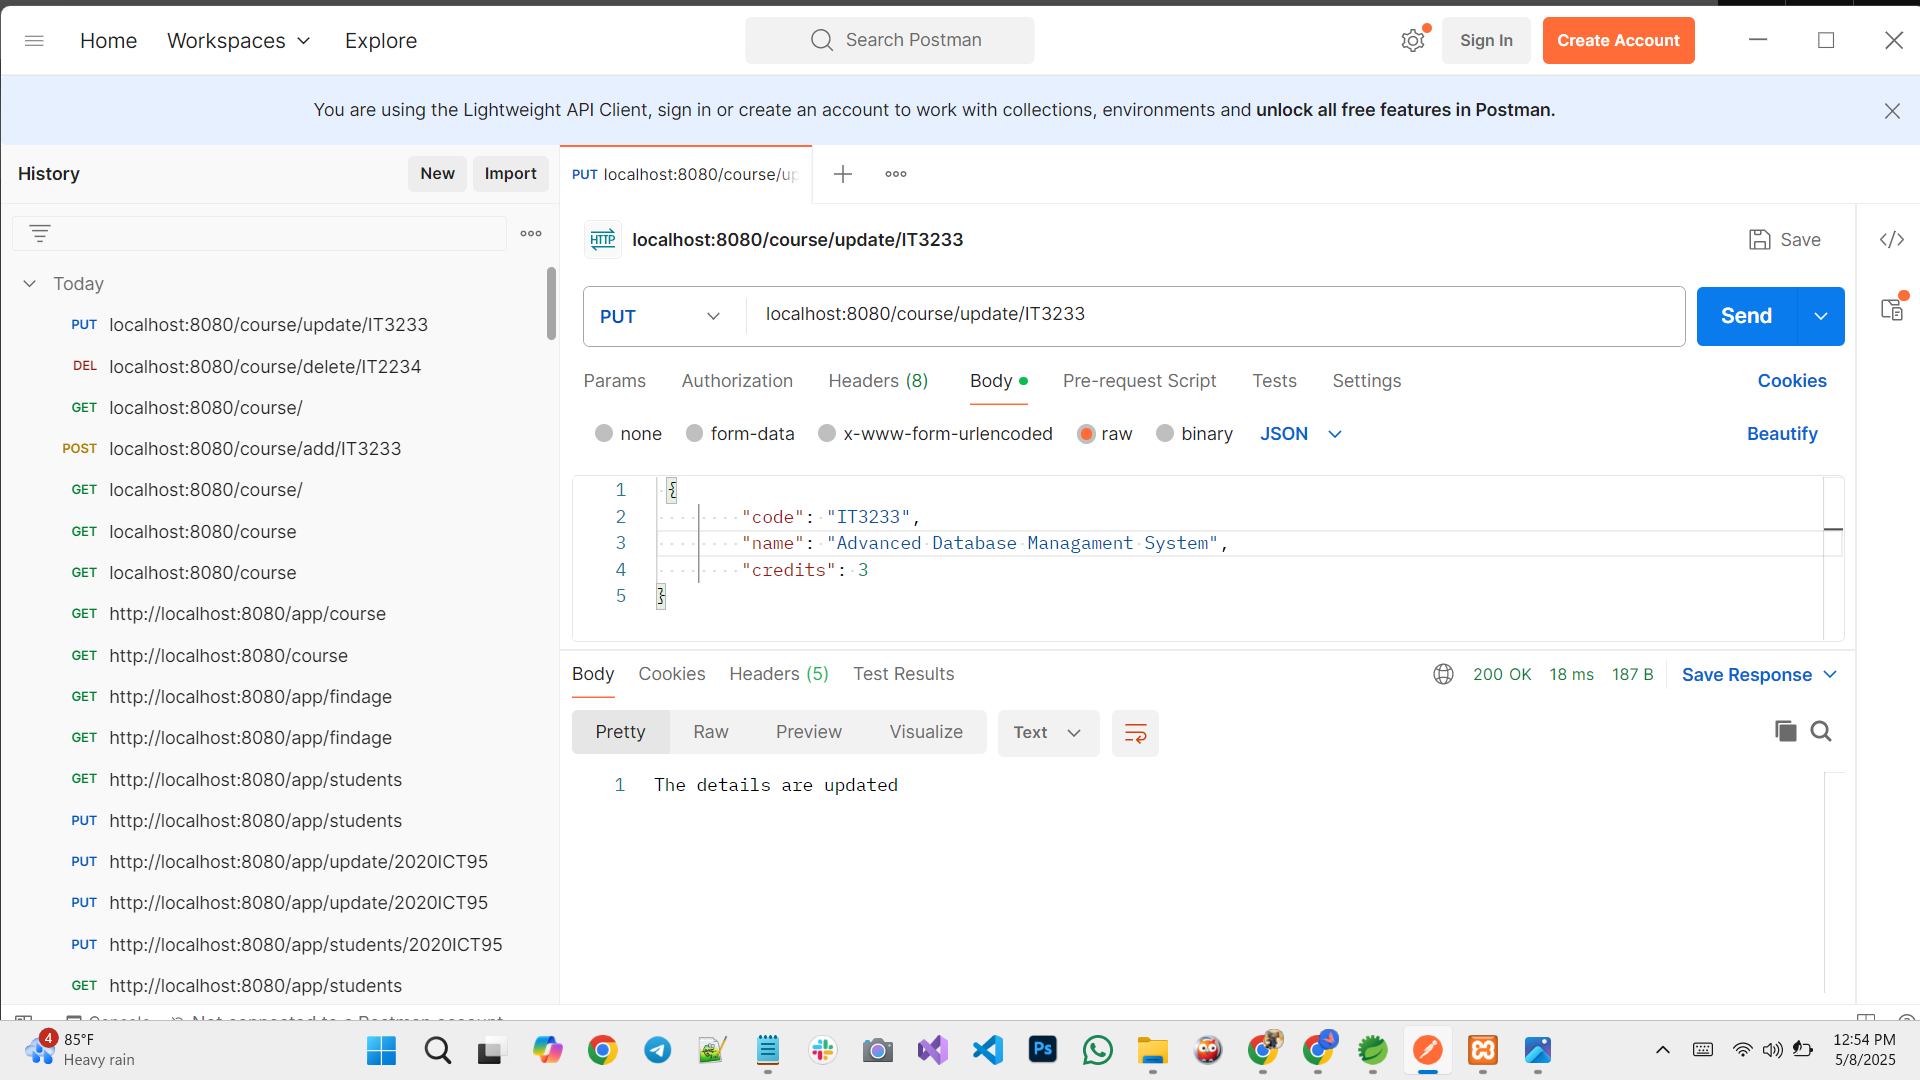 Home Workspaces Explore Search Postman Sign In Create Account
You are using the Lightweight API Client, sign in or create an account to work with collections, environments and unlock all free features in Postman.
History New Import
Today
PUT localhost:8080/course/update/IT3233
DEL localhost:8080/course/delete/IT2234
GET localhost:8080/course/
POST localhost:8080/course/add/IT3233
GET localhost:8080/course/
GET localhost:8080/course
GET localhost:8080/course
GET http://localhost:8080/app/course
GET http://localhost:8080/course
GET http://localhost:8080/app/findage
GET http://localhost:8080/app/findage
GET http://localhost:8080/app/students
PUT http://localhost:8080/app/students
PUT http://localhost:8080/app/update/2020ICT95
PUT http://localhost:8080/app/update/2020ICT95
PUT http://localhost:8080/app/students/2020ICT95
GET http://localhost:8080/app/students
PUT localhost:8080/course/up
HTTP localhost:8080/course/update/IT3233 Save
PUT localhost:8080/course/update/IT3233 Send
Params Authorization Headers (8) Body Pre-request Script Tests Settings Cookies
none form-data x-www-form-urlencoded raw binary JSON Beautify
1 {
2 "code": "IT3233",
3 "name": "Advanced Database Managament System",
4 "credits": 3
5 }
Body Cookies Headers (5) Test Results 200 OK 18 ms 187 B Save Response
Pretty Raw Preview Visualize Text
1 The details are updated
Console Not connected to a Postman account
4 85°F
Heavy rain
Ps
12:54 PM
5/8/2025